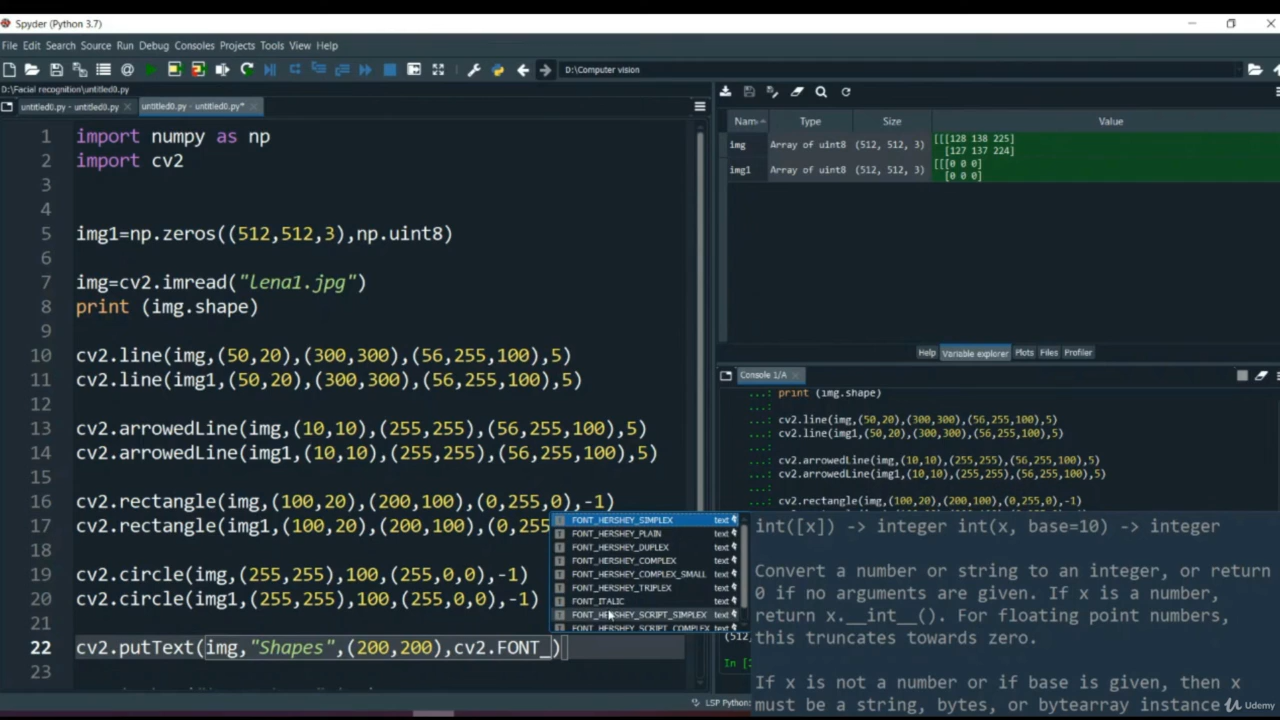 Spyder (Python 3.7)
File Edit Search Source Run Debug Consoles Projects Tools View Help
D:\Computer vision
D:\Facial recognition\untitled0.py
untitled0.py - untitled0.py
untitled0.py - untitled0.py*
1 import numpy as np
2 import cv2
3
4
5 img1=np.zeros((512,512,3),np.uint8)
6
7 img=cv2.imread("lena1.jpg")
8 print (img.shape)
9
10 cv2.line(img,(50,20),(300,300),(56,255,100),5)
11 cv2.line(img1,(50,20),(300,300),(56,255,100),5)
12
13 cv2.arrowedLine(img,(10,10),(255,255),(56,255,100),5)
14 cv2.arrowedLine(img1,(10,10),(255,255),(56,255,100),5)
15
16 cv2.rectangle(img,(100,20),(200,100),(0,255,0),-1)
17 cv2.rectangle(img1,(100,20),(200,100),(0,255
18
19 cv2.circle(img,(255,255),100,(255,0,0),-1)
20 cv2.circle(img1,(255,255),100,(255,0,0),-1)
21
22 cv2.putText(img,"Shapes",(200,200),cv2.FONT_)
23
FONT_HERSHEY_SIMPLEX text
FONT_HERSHEY_PLAIN text
FONT_HERSHEY_DUPLEX text
FONT_HERSHEY_COMPLEX text
FONT_HERSHEY_COMPLEX_SMALL text
FONT_HERSHEY_TRIPLEX text
FONT_ITALIC text
FONT_HERSHEY_SCRIPT_SIMPLEX text
FONT_HERSHEY_SCRIPT_COMPLEX text
Nam Type Size Value
img Array of uint8 (512, 512, 3) [[[128 138 225]
[127 137 224]
img1 Array of uint8 (512, 512, 3) [[[0 0 0]
[0 0 0]
Help Variable explorer Plots Files Profiler
Console 1/A
...: print (img.shape)
...:
...: cv2.line(img,(50,20),(300,300),(56,255,100),5)
...: cv2.line(img1,(50,20),(300,300),(56,255,100),5)
...:
...: cv2.arrowedLine(img,(10,10),(255,255),(56,255,100),5)
...: cv2.arrowedLine(img1,(10,10),(255,255),(56,255,100),5)
...:
...: cv2.rectangle(img,(100,20),(200,100),(0,255,0),-1)
int([x]) -> integer int(x, base=10) -> integer
Convert a number or string to an integer, or return
0 if no arguments are given. If x is a number,
return x.__int__(). For floating point numbers,
this truncates towards zero.
If x is not a number or if base is given, then x
must be a string, bytes, or bytearray instance
(512,
In [
LSP Python:
Udemy